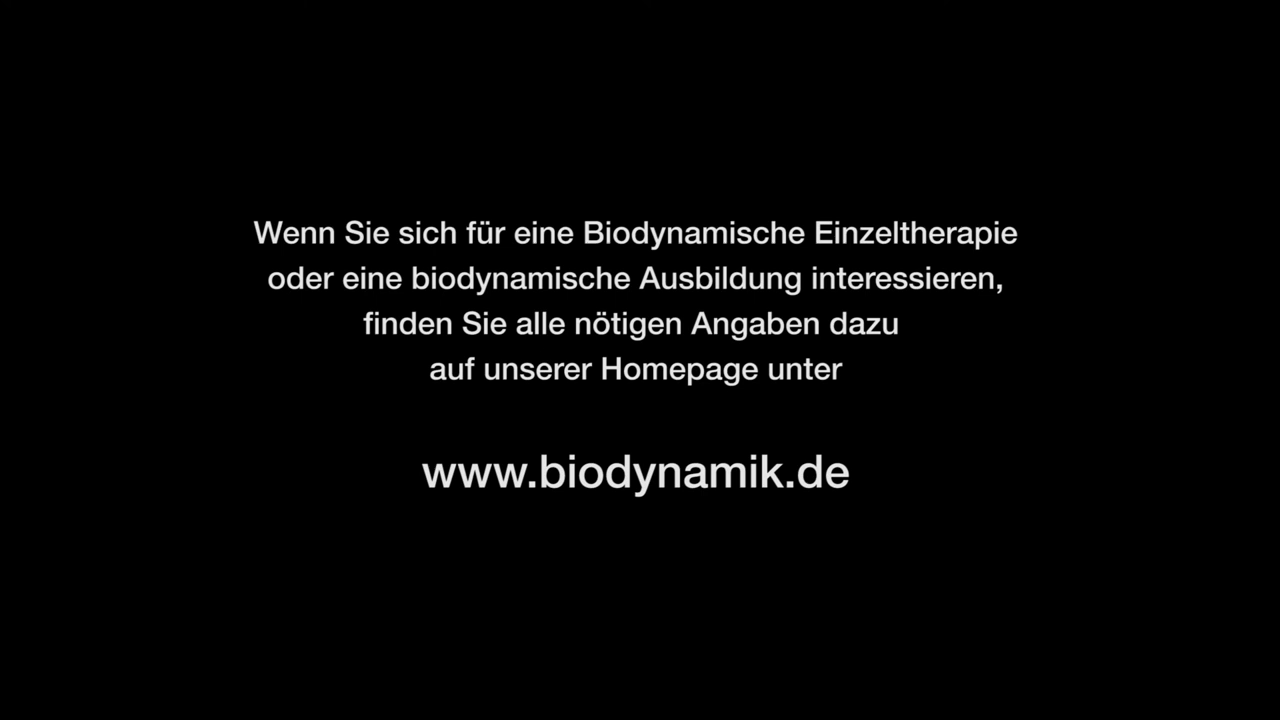 Wenn Sie sich für eine Biodynamische Einzeltherapie
oder eine biodynamische Ausbildung interessieren,
finden Sie alle nötigen Angaben dazu
auf unserer Homepage unter
www.biodynamik.de